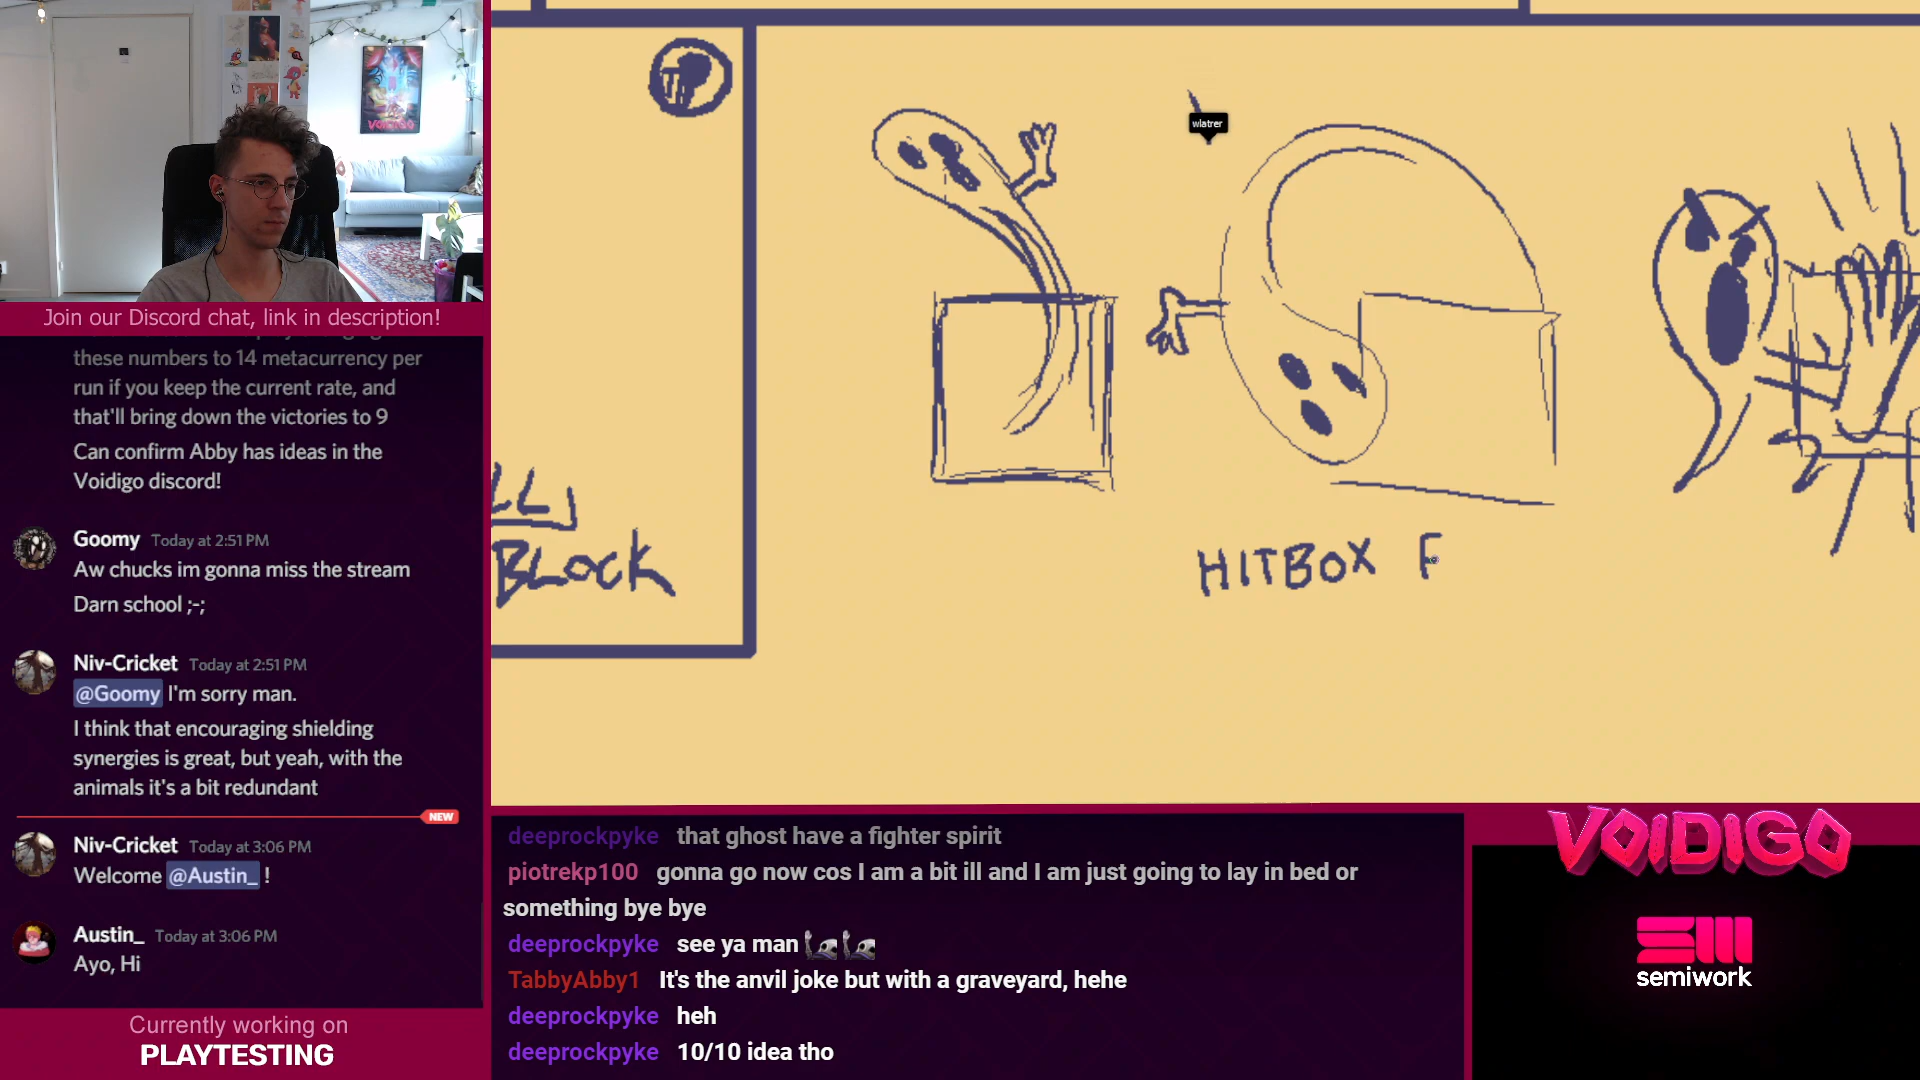 VOIDIGO
Join our Discord chat, link in description!
these numbers to 14 metacurrency per
run if you keep the current rate, and
that'll bring down the victories to 9
Can confirm Abby has ideas in the
Voidigo discord!
Goomy Today at 2:51 PM
Aw chucks im gonna miss the stream
Darn school ;-;
Niv-Cricket Today at 2:51 PM
@Goomy I'm sorry man.
I think that encouraging shielding
synergies is great, but yeah, with the
animals it's a bit redundant
NEW
Niv-Cricket Today at 3:06 PM
Welcome @Austin_ !
Austin_ Today at 3:06 PM
Ayo, Hi
Currently working on
PLAYTESTING
wlatrer
BLOCK
HITBOX F
deeprockpyke that ghost have a fighter spirit
piotrekp100 gonna go now cos I am a bit ill and I am just going to lay in bed or
something bye bye
deeprockpyke see ya man
TabbyAbby1 It's the anvil joke but with a graveyard, hehe
deeprockpyke heh
deeprockpyke 10/10 idea tho
VOIDIGO
semiwork